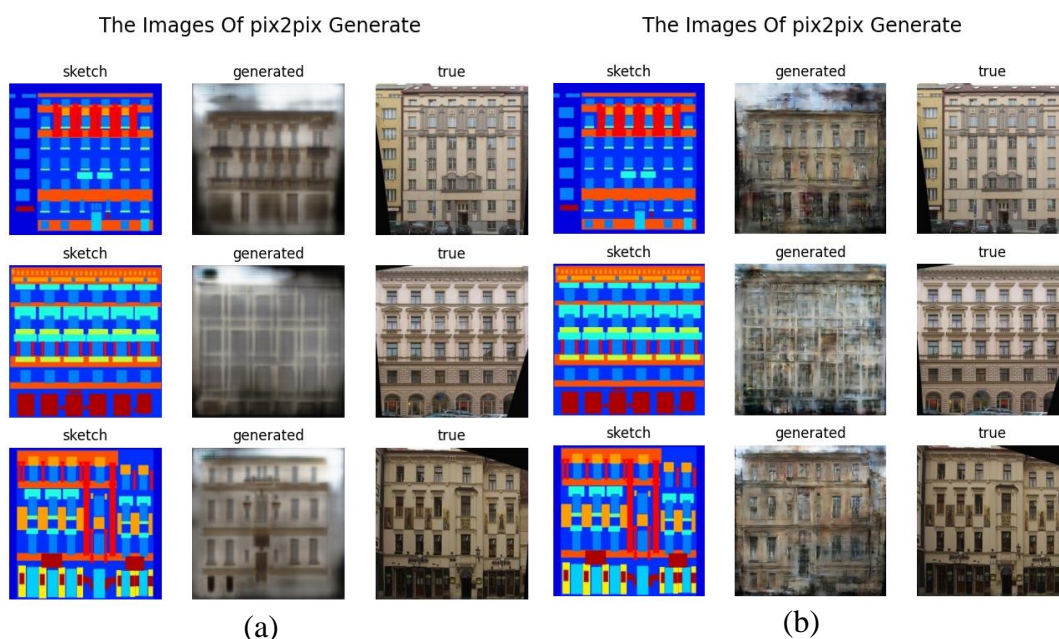 The Images Of pix2pix Generate
sketch generated true
sketch generated true
sketch generated true
(a)
The Images Of pix2pix Generate
sketch generated true
sketch generated true
sketch generated true
(b)